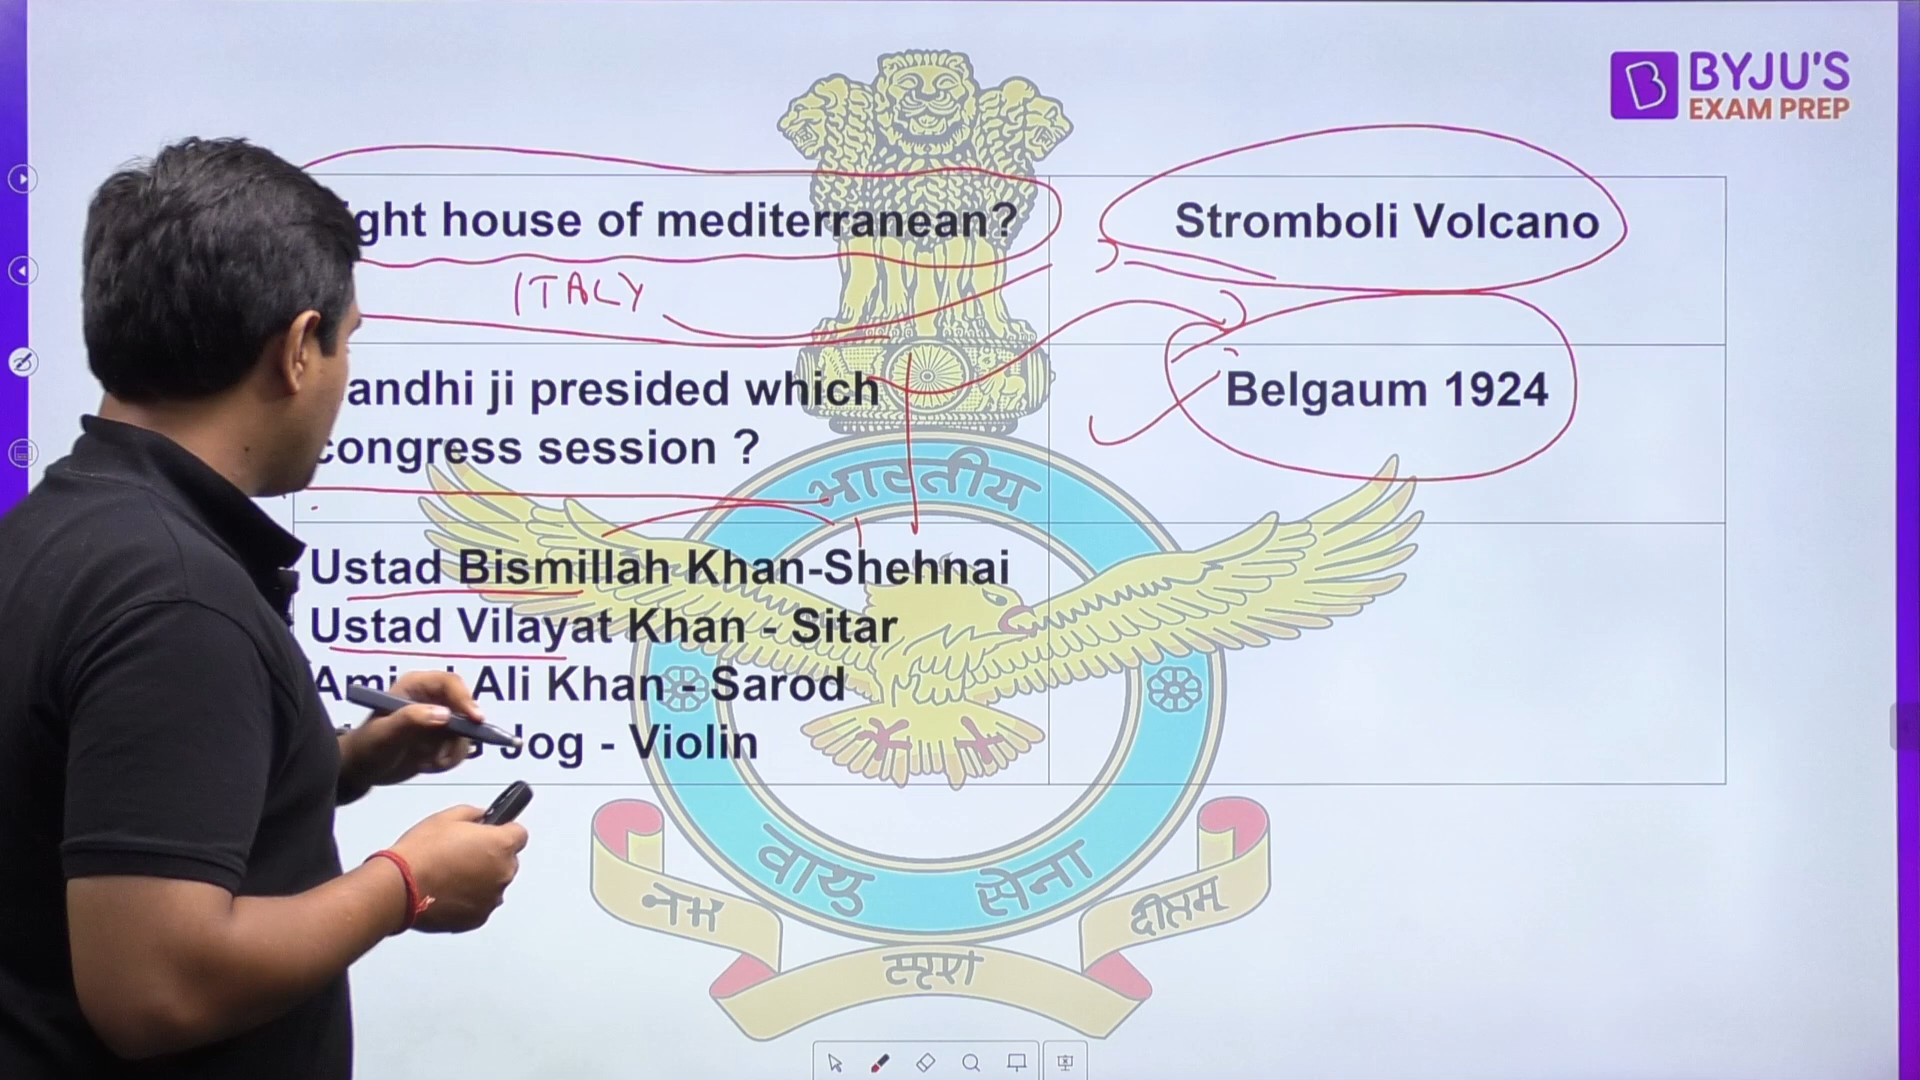 BYJU'S
EXAM PREP
ight house of mediterranean?
Stromboli Volcano
ITALY
andhi ji presided which
congress session ?
Belgaum 1924
भारतीय
Ustad Bismillah Khan-Shehnai
Ustad Vilayat Khan - Sitar
Ali Khan - Sarod
Jog - Violin
वायु सेना
नभ स्पृशं दीप्तम्